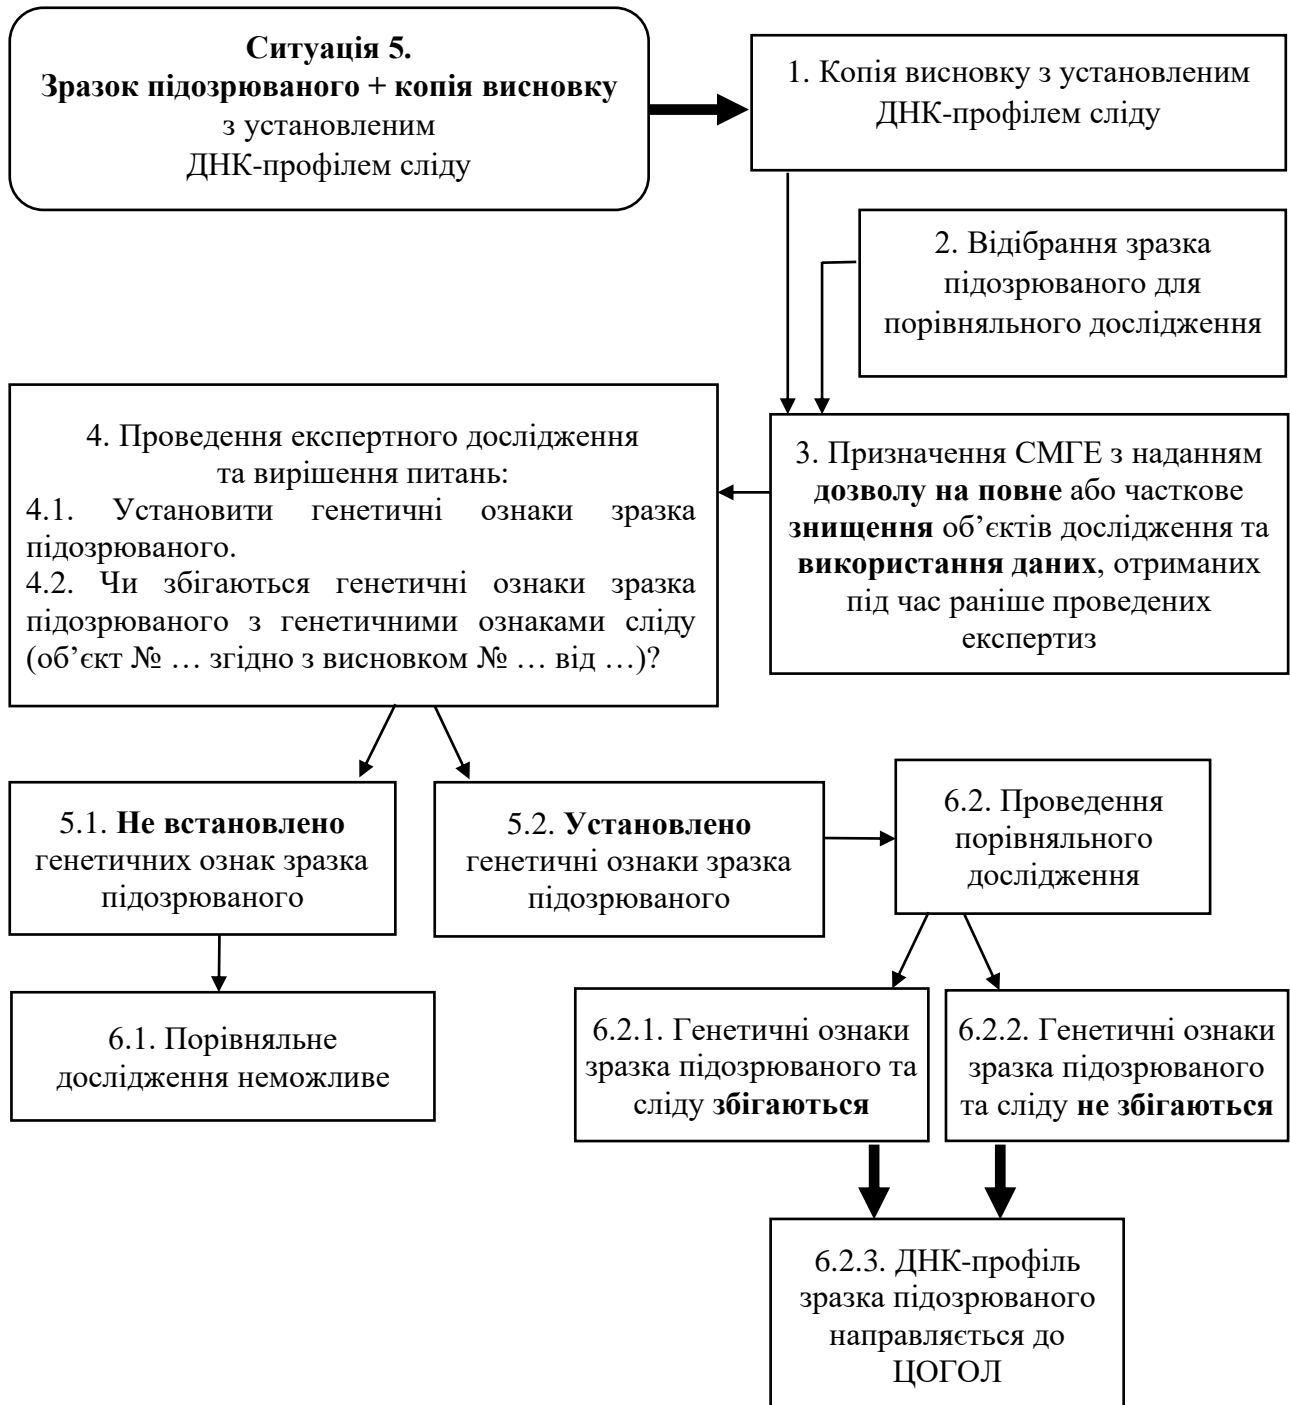 Ситуація 5.
Зразок підозрюваного + копія висновку
з установленим
ДНК-профілем сліду
1. Копія висновку з установленим
ДНК-профілем сліду
2. Відібрання зразка
підозрюваного для
порівняльного дослідження
3. Призначення СМГЕ з наданням
дозволу на повне або часткове
знищення об’єктів дослідження та
використання даних, отриманих
під час раніше проведених
експертиз
4. Проведення експертного дослідження
та вирішення питань:
4.1. Установити генетичні ознаки зразка
підозрюваного.
4.2. Чи збігаються генетичні ознаки зразка
підозрюваного з генетичними ознаками сліду
(об’єкт № … згідно з висновком № … від …)?
5.1. Не встановлено
генетичних ознак зразка
підозрюваного
5.2. Установлено
генетичні ознаки зразка
підозрюваного
6.2. Проведення
порівняльного
дослідження
6.1. Порівняльне
дослідження неможливе
6.2.1. Генетичні ознаки
зразка підозрюваного та
сліду збігаються
6.2.2. Генетичні ознаки
зразка підозрюваного
та сліду не збігаються
6.2.3. ДНК-профіль
зразка підозрюваного
направляється до
ЦОГОЛ